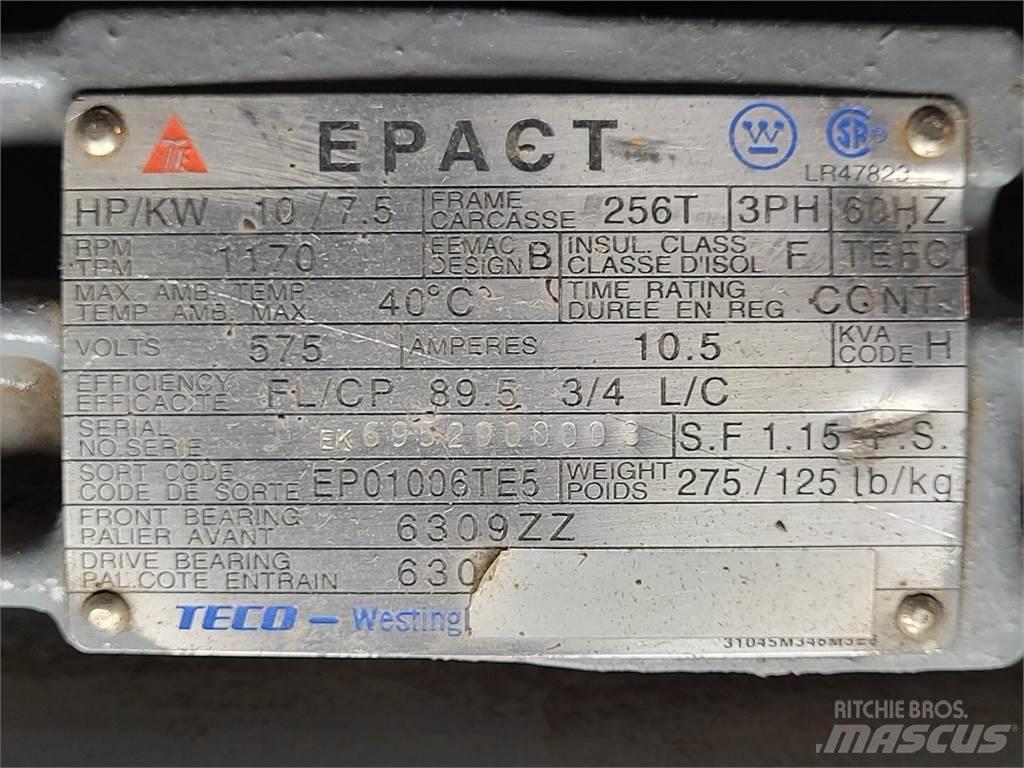 EPACT
W
SA ®
LR47823
HP/KW 10/7.5 FRAME CARCASSE 256T 3PH 60HZ
RPM TPM 1170 EEMAC DESIGN B INSUL. CLASS CLASSE D'ISOL F TEFC
MAX. AMB. TEMP. TEMP. AMB. MAX. 40°C TIME RATING DUREE EN REG CONT.
VOLTS 575 AMPERES 10.5 KVA CODE H
EFFICIENCY EFFICACITE FL/CP 89.5 3/4 L/C
SERIAL NO.SERIE S.F 1.15 F.S.
SORT CODE CODE DE SORTE EP01006TE5 WEIGHT POIDS 275/125 lb/kg
FRONT BEARING PALIER AVANT 6309ZZ
DRIVE BEARING PAL.COTE ENTRAIN 630
TECO – Westing
RITCHIE BROS.
MASCUS